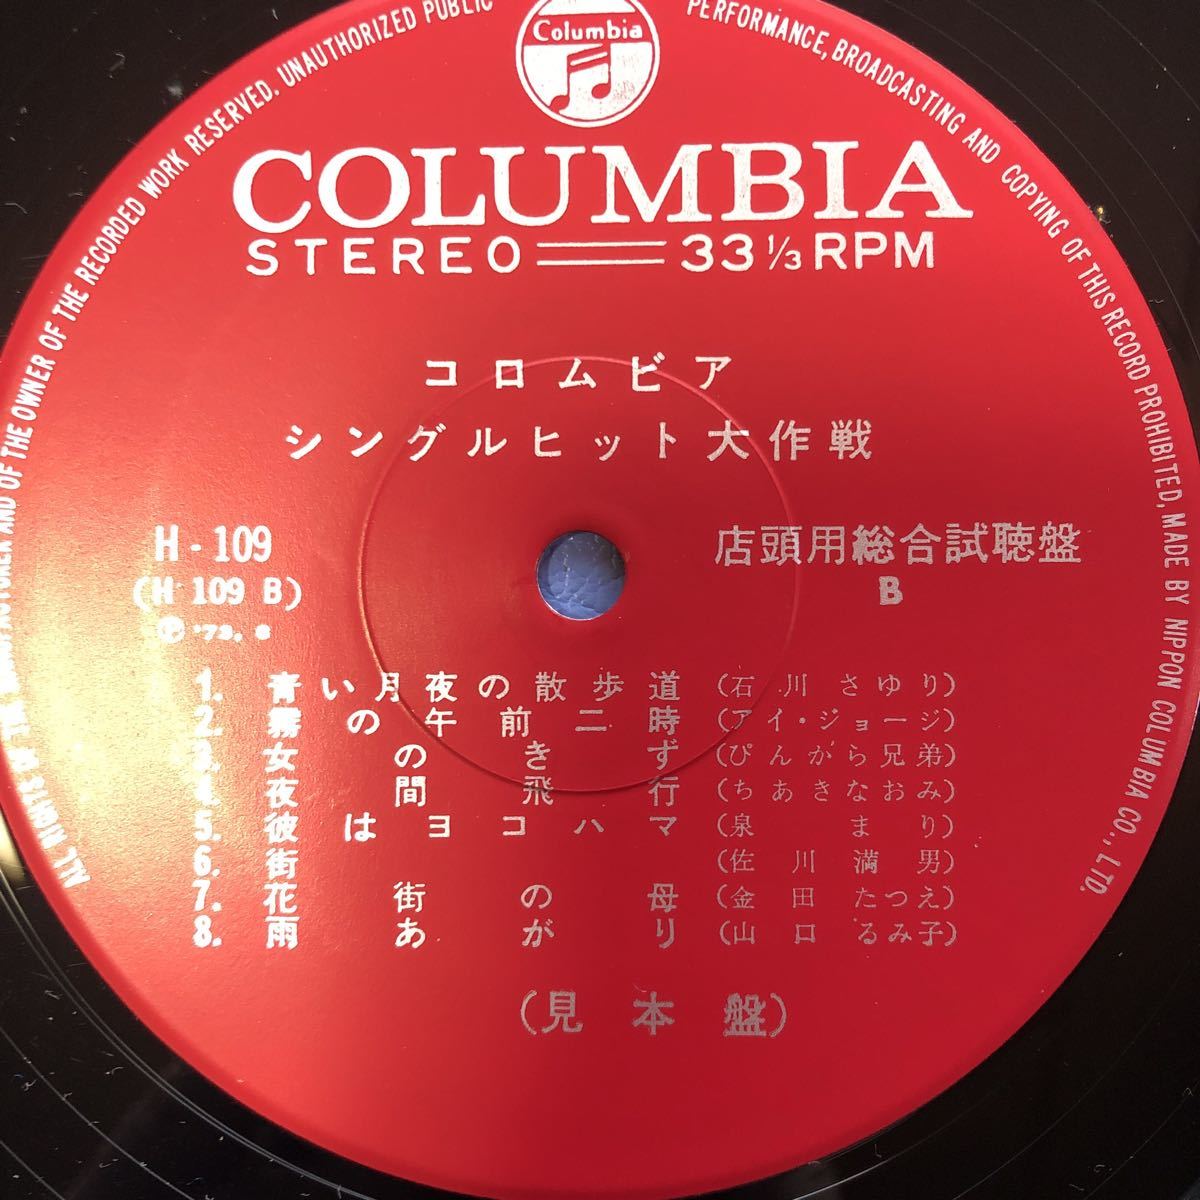 Columbia
COLUMBIA
STEREO 33 1/3 RPM
コロムビア
シングルヒット大作戦
H-109
(H 109 B)
℗ '73. 6
店頭用総合試聴盤
B
1. 青い月夜の散歩道 (石川さゆり)
2. 霧の午前二時 (アイ・ジョージ)
3. 女のきず (ぴんから兄弟)
4. 夜間飛行 (ちあきなおみ)
5. 彼はヨコハマ (泉まり)
6. 街 (佐川満男)
7. 花街の母 (金田たつえ)
8. 雨あがり (山口るみ子)
(見本盤)
ALL RIGHTS OF THE MANUFACTURER AND OF THE OWNER OF THE RECORDED WORK RESERVED. UNAUTHORIZED PUBLIC PERFORMANCE, BROADCASTING AND COPYING OF THIS RECORD PROHIBITED, MADE BY NIPPON COLUMBIA CO., LTD.